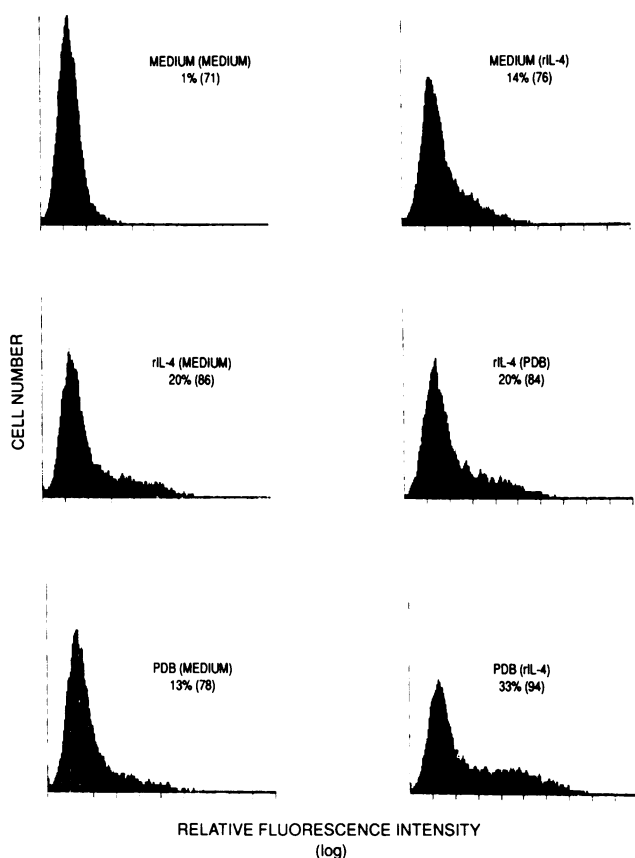 MEDIUM (MEDIUM)
1% (71)
MEDIUM (rIL-4)
14% (76)
rIL-4 (MEDIUM)
20% (86)
rIL-4 (PDB)
20% (84)
CELL NUMBER
PDB (MEDIUM)
13% (78)
PDB (rIL-4)
33% (94)
RELATIVE FLUORESCENCE INTENSITY
(log)